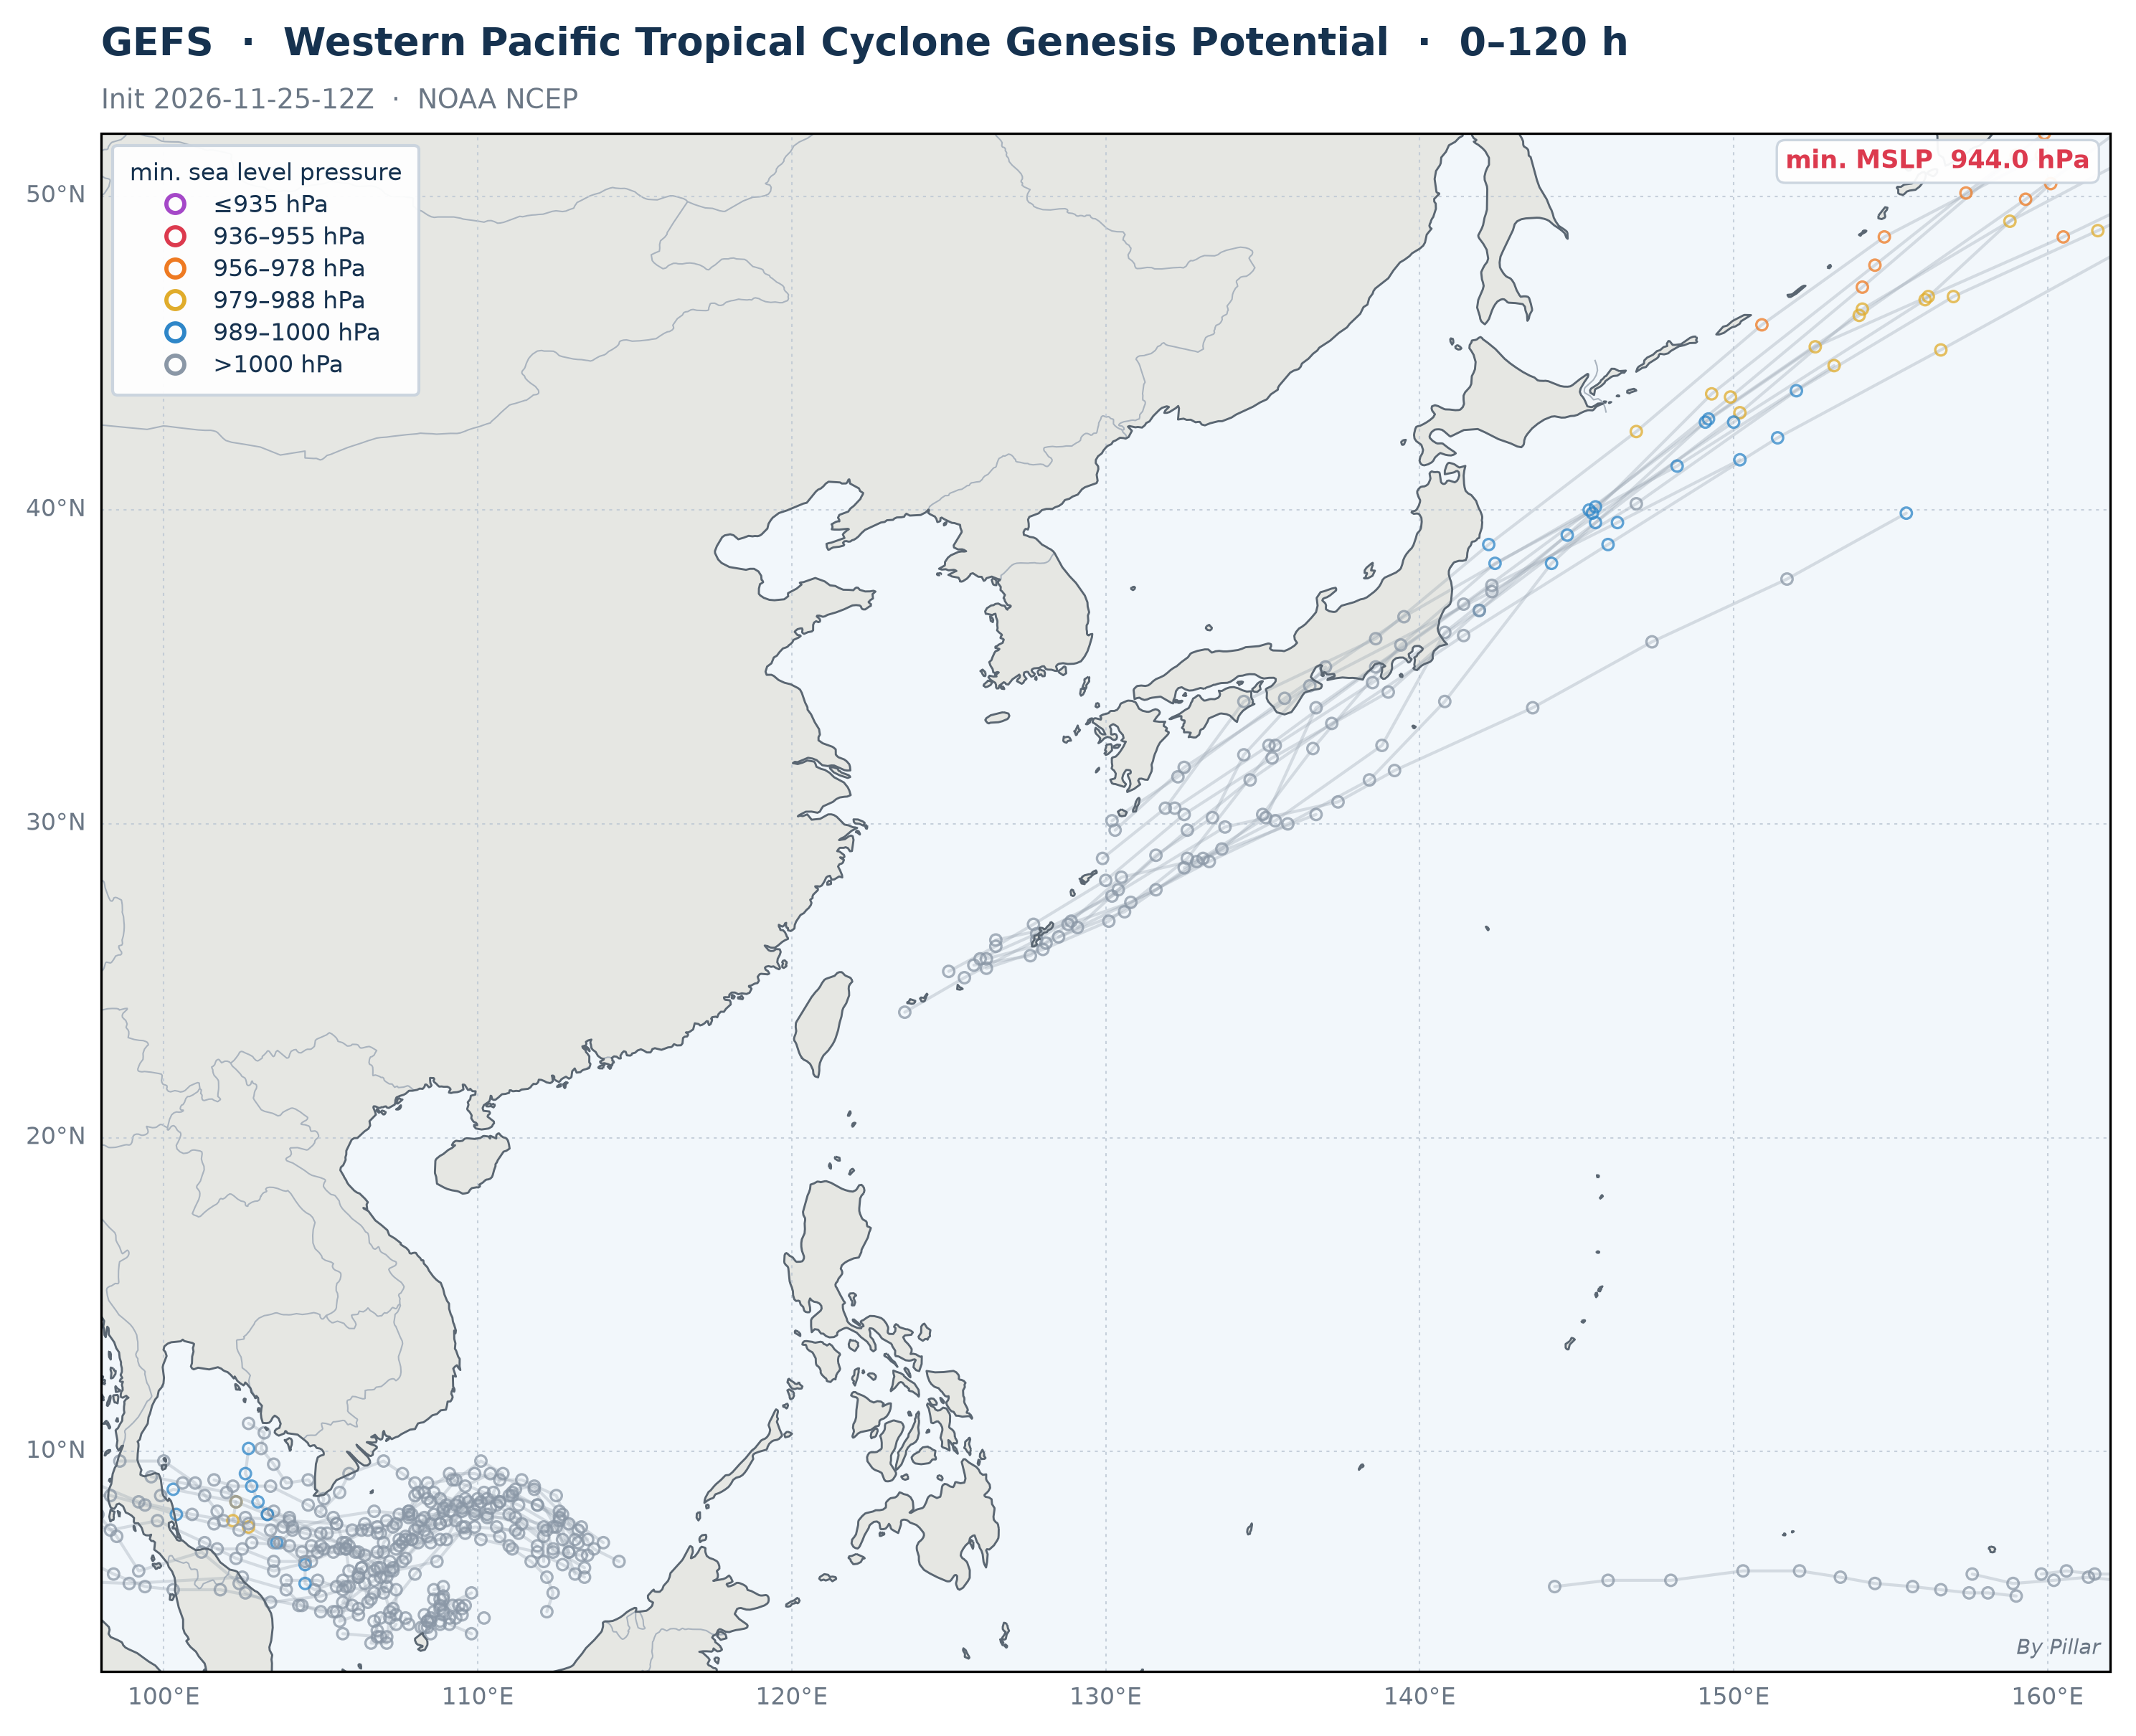 GEFS · Western Pacific Tropical Cyclone Genesis Potential · 0–120 h
Init 2026-11-25-12Z · NOAA NCEP
min. sea level pressure
≤935 hPa
936–955 hPa
956–978 hPa
979–988 hPa
989–1000 hPa
>1000 hPa
min. MSLP 944.0 hPa
50°N
40°N
30°N
20°N
10°N
By Pillar
100°E 110°E 120°E 130°E 140°E 150°E 160°E